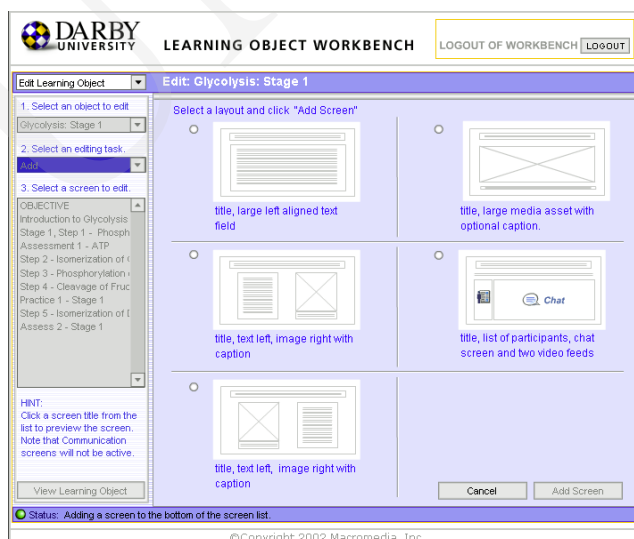 DARBY
UNIVERSITY
LEARNING OBJECT WORKBENCH
LOGOUT OF WORKBENCH LOGOUT
Edit Learning Object
Edit: Glycolysis: Stage 1
1. Select an object to edit
Glycolysis: Stage 1
2. Select an editing task.
Add
3. Select a screen to edit.
OBJECTIVE
Introduction to Glycolysis
Stage 1, Step 1 - Phosph
Assessment 1 - ATP
Step 2 - Isomerization of
Step 3 - Phosphorylation
Step 4 - Cleavage of Fruc
Practice 1 - Stage 1
Step 5 - Isomerization of
Assess 2 - Stage 1
HINT:
Click a screen title from the
list to preview the screen.
Note that Communication
screens will not be active.
View Learning Object
Select a layout and click "Add Screen"
title, large left aligned text
field
title, large media asset with
optional caption.
title, text left, image right with
caption
Chat
title, list of participants, chat
screen and two video feeds
title, text left, image right with
caption
Cancel
Add Screen
Status: Adding a screen to the bottom of the screen list.
©Copyright 2002 Macromedia, Inc.